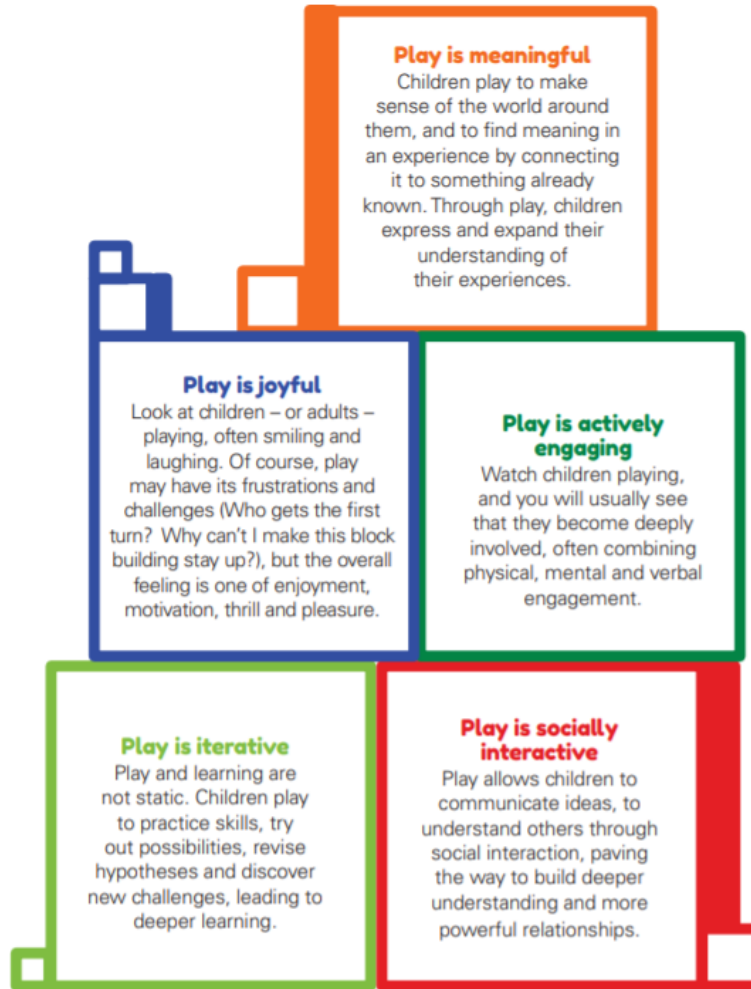 Play is meaningful
Children play to make
sense of the world around
them, and to find meaning in
an experience by connecting
it to something already
known. Through play, children
express and expand their
understanding of
their experiences.
Play is joyful
Look at children – or adults –
playing, often smiling and
laughing. Of course, play
may have its frustrations and
challenges (Who gets the first
turn? Why can't I make this block
building stay up?), but the overall
feeling is one of enjoyment,
motivation, thrill and pleasure.
Play is actively
engaging
Watch children playing,
and you will usually see
that they become deeply
involved, often combining
physical, mental and verbal
engagement.
Play is iterative
Play and learning are
not static. Children play
to practice skills, try
out possibilities, revise
hypotheses and discover
new challenges, leading to
deeper learning.
Play is socially
interactive
Play allows children to
communicate ideas, to
understand others through
social interaction, paving
the way to build deeper
understanding and more
powerful relationships.